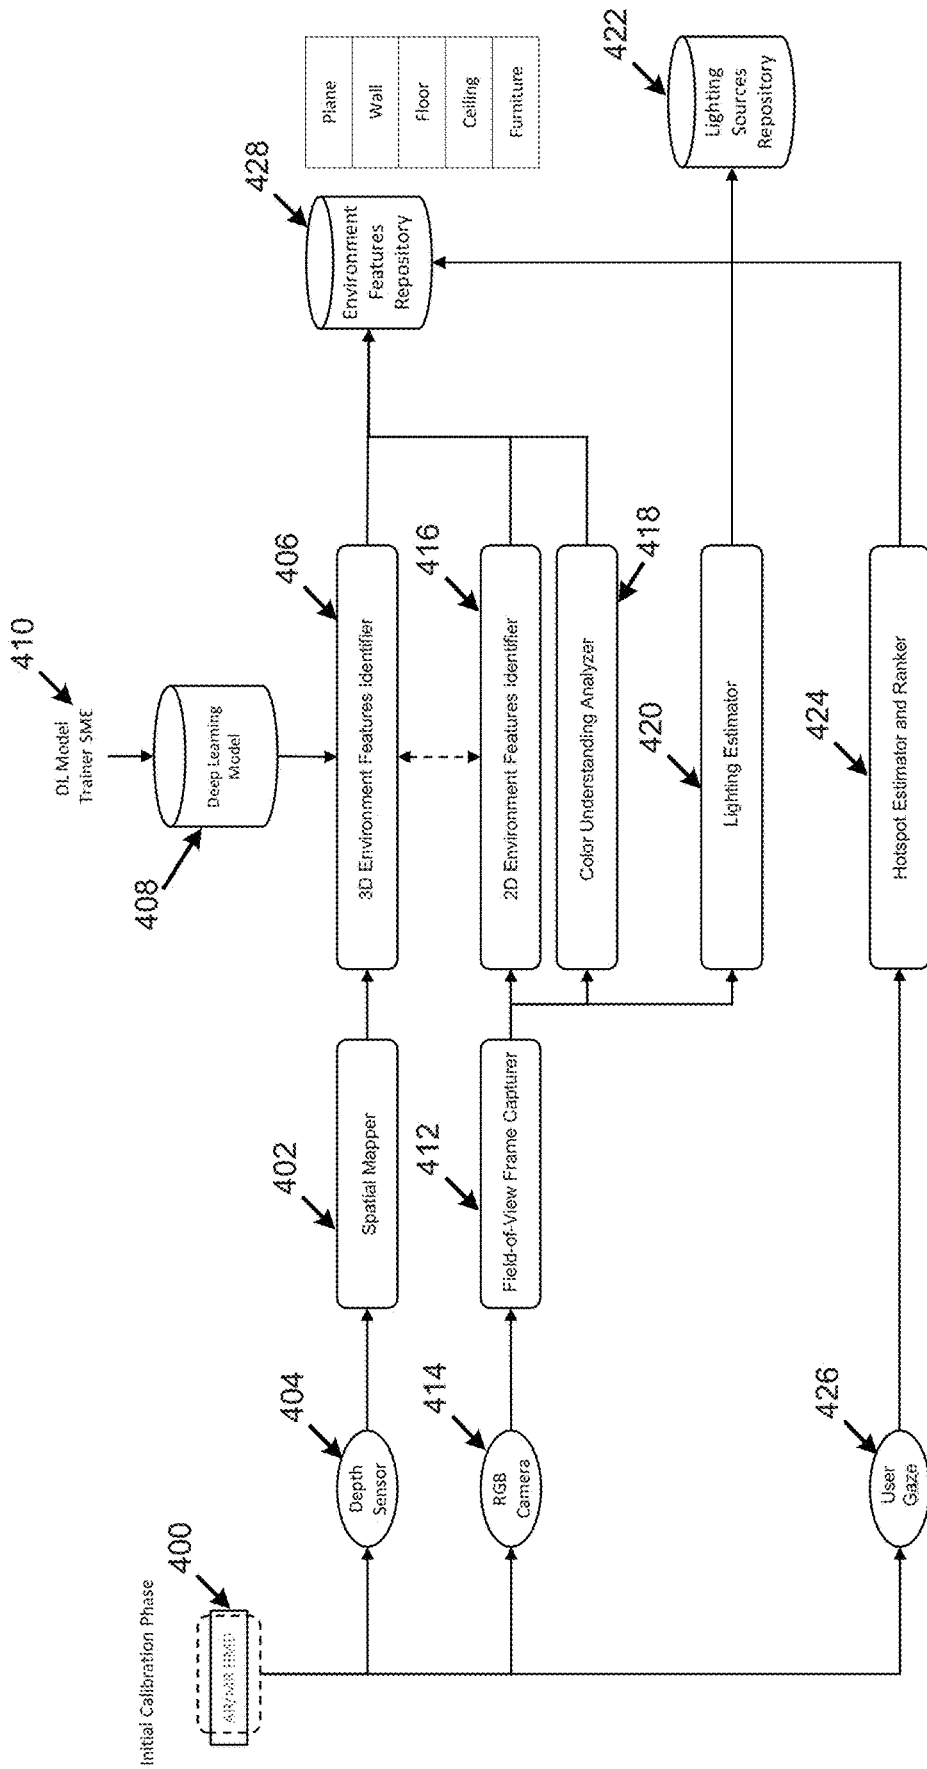 Initial Calibration Phase
400
AR/MR HMD
410
DL Model
Trainer SME
408
Deep Learning
Model
404
Depth
Sensor
402
Spatial Mapper
406
3D Environment Features Identifier
428
Environment
Features
Repository
Plane
Wall
Floor
Ceiling
Furniture
414
RGB
Camera
412
Field-of-View Frame Capturer
416
2D Environment Features Identifier
Color Understanding Analyzer
418
420
Lighting Estimator
422
Lighting
Sources
Repository
426
User
Gaze
424
Hotspot Estimator and Ranker